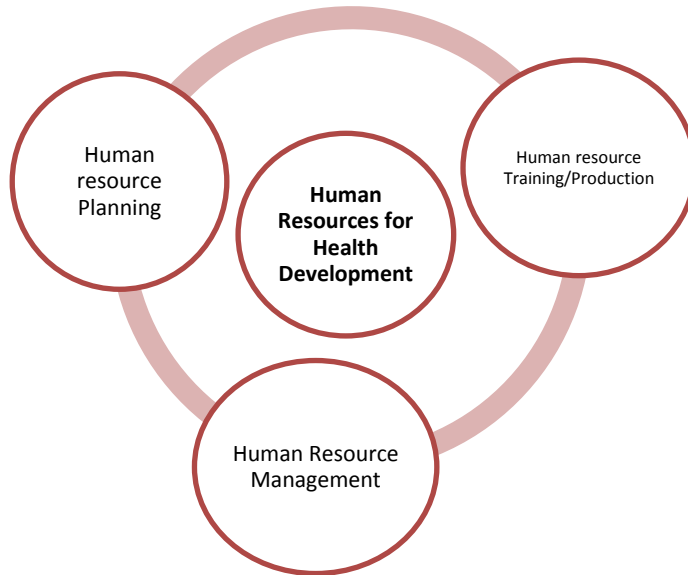 Human
resource
Planning
Human resource
Training/Production
Human
Resources for
Health
Development
Human Resource
Management